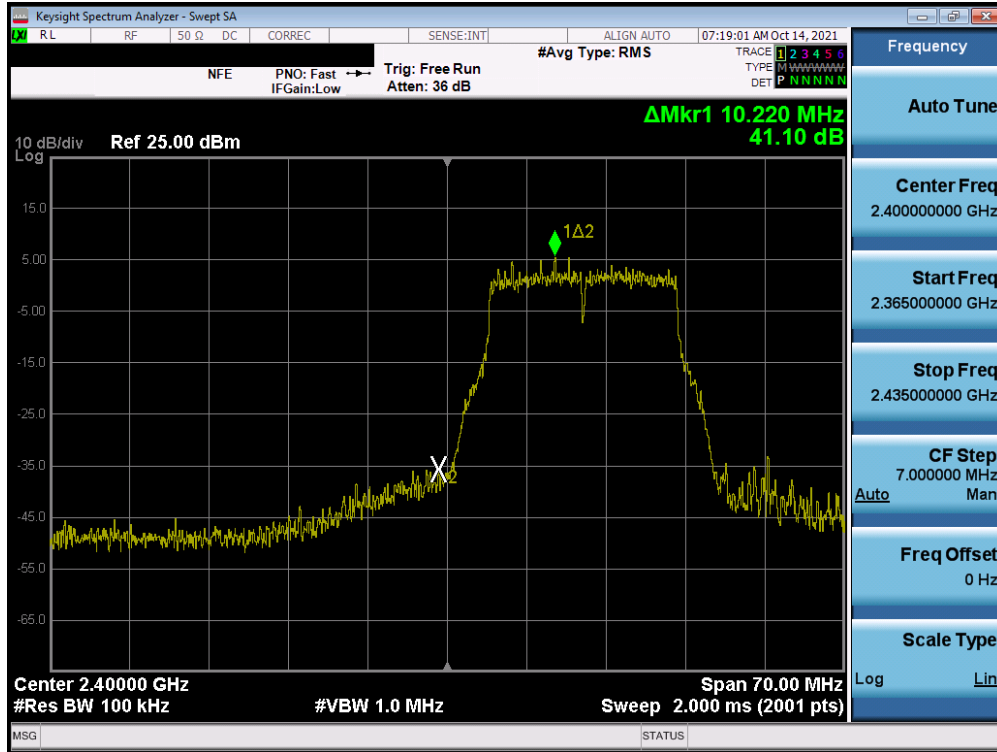 Keysight Spectrum Analyzer - Swept SA
LXI RL RF 50 Ω DC CORREC SENSE:INT ALIGN AUTO 07:19:01 AM Oct 14, 2021
NFE PNO: Fast Trig: Free Run #Avg Type: RMS TRACE 1 2 3 4 5 6
IFGain:Low Atten: 36 dB TYPE M WWWWW
DET P N N N N N
ΔMkr1 10.220 MHz
41.10 dB
10 dB/div Ref 25.00 dBm
Log
15.0
5.00
-5.00
-15.0
-25.0
-35.0
-45.0
-55.0
-65.0
1Δ2
X2
Center 2.40000 GHz Span 70.00 MHz
#Res BW 100 kHz #VBW 1.0 MHz Sweep 2.000 ms (2001 pts)
MSG STATUS
Frequency
Auto Tune
Center Freq
2.400000000 GHz
Start Freq
2.365000000 GHz
Stop Freq
2.435000000 GHz
CF Step
7.000000 MHz
Auto Man
Freq Offset
0 Hz
Scale Type
Log Lin